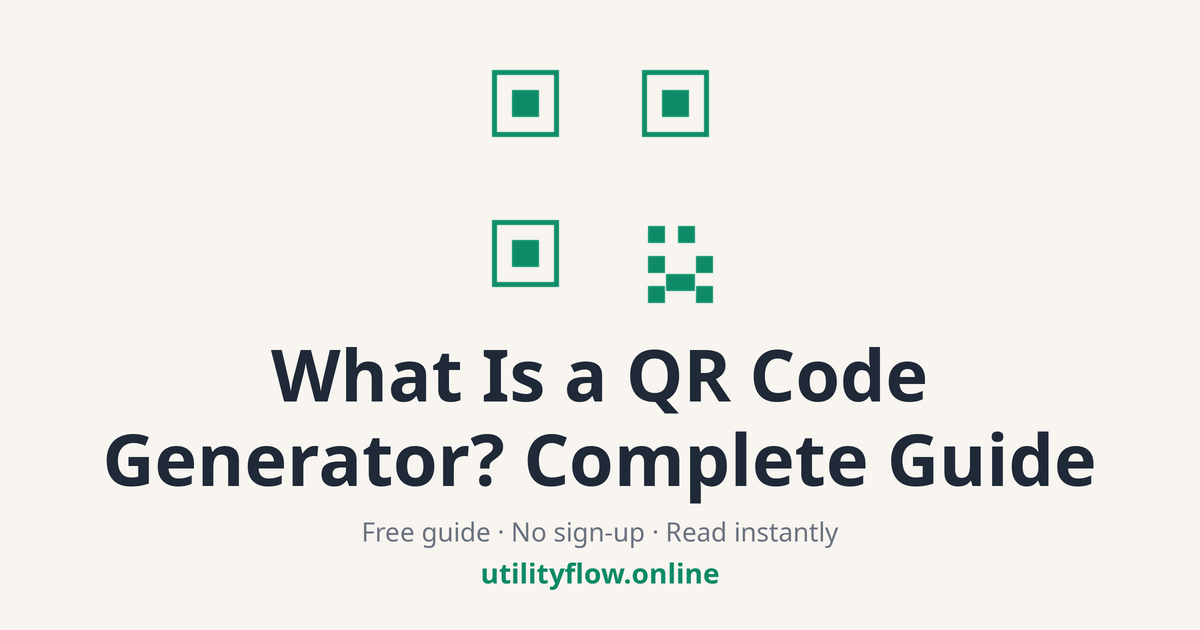 What Is a QR Code
Generator? Complete Guide
Free guide · No sign-up · Read instantly
utilityflow.online